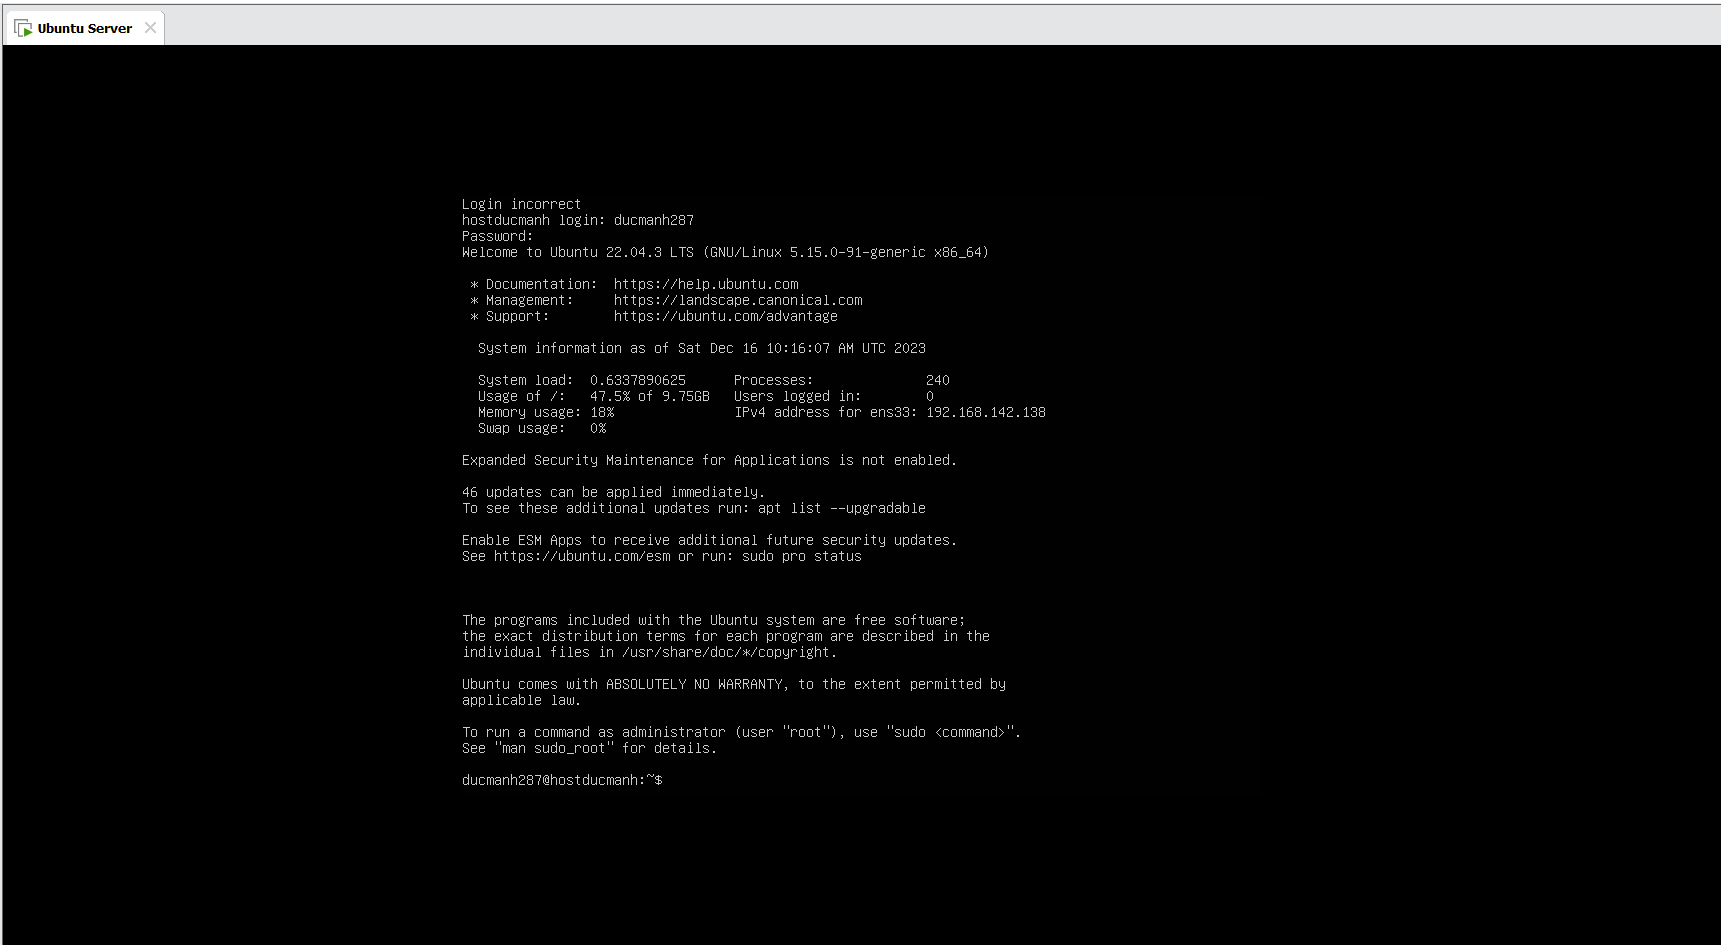 Ubuntu Server
Login incorrect
hostducmanh login: ducmanh287
Password:
Welcome to Ubuntu 22.04.3 LTS (GNU/Linux 5.15.0-91-generic x86_64)
* Documentation:  https://help.ubuntu.com
* Management:     https://landscape.canonical.com
* Support:        https://ubuntu.com/advantage
System information as of Sat Dec 16 10:16:07 AM UTC 2023
System load:  0.6337890625      Processes:              240
Usage of /:   47.5% of 9.75GB   Users logged in:        0
Memory usage: 18%               IPv4 address for ens33: 192.168.142.138
Swap usage:   0%
Expanded Security Maintenance for Applications is not enabled.
46 updates can be applied immediately.
To see these additional updates run: apt list --upgradable
Enable ESM Apps to receive additional future security updates.
See https://ubuntu.com/esm or run: sudo pro status
The programs included with the Ubuntu system are free software;
the exact distribution terms for each program are described in the
individual files in /usr/share/doc/*/copyright.
Ubuntu comes with ABSOLUTELY NO WARRANTY, to the extent permitted by
applicable law.
To run a command as administrator (user "root"), use "sudo <command>".
See "man sudo_root" for details.
ducmanh287@hostducmanh:~$